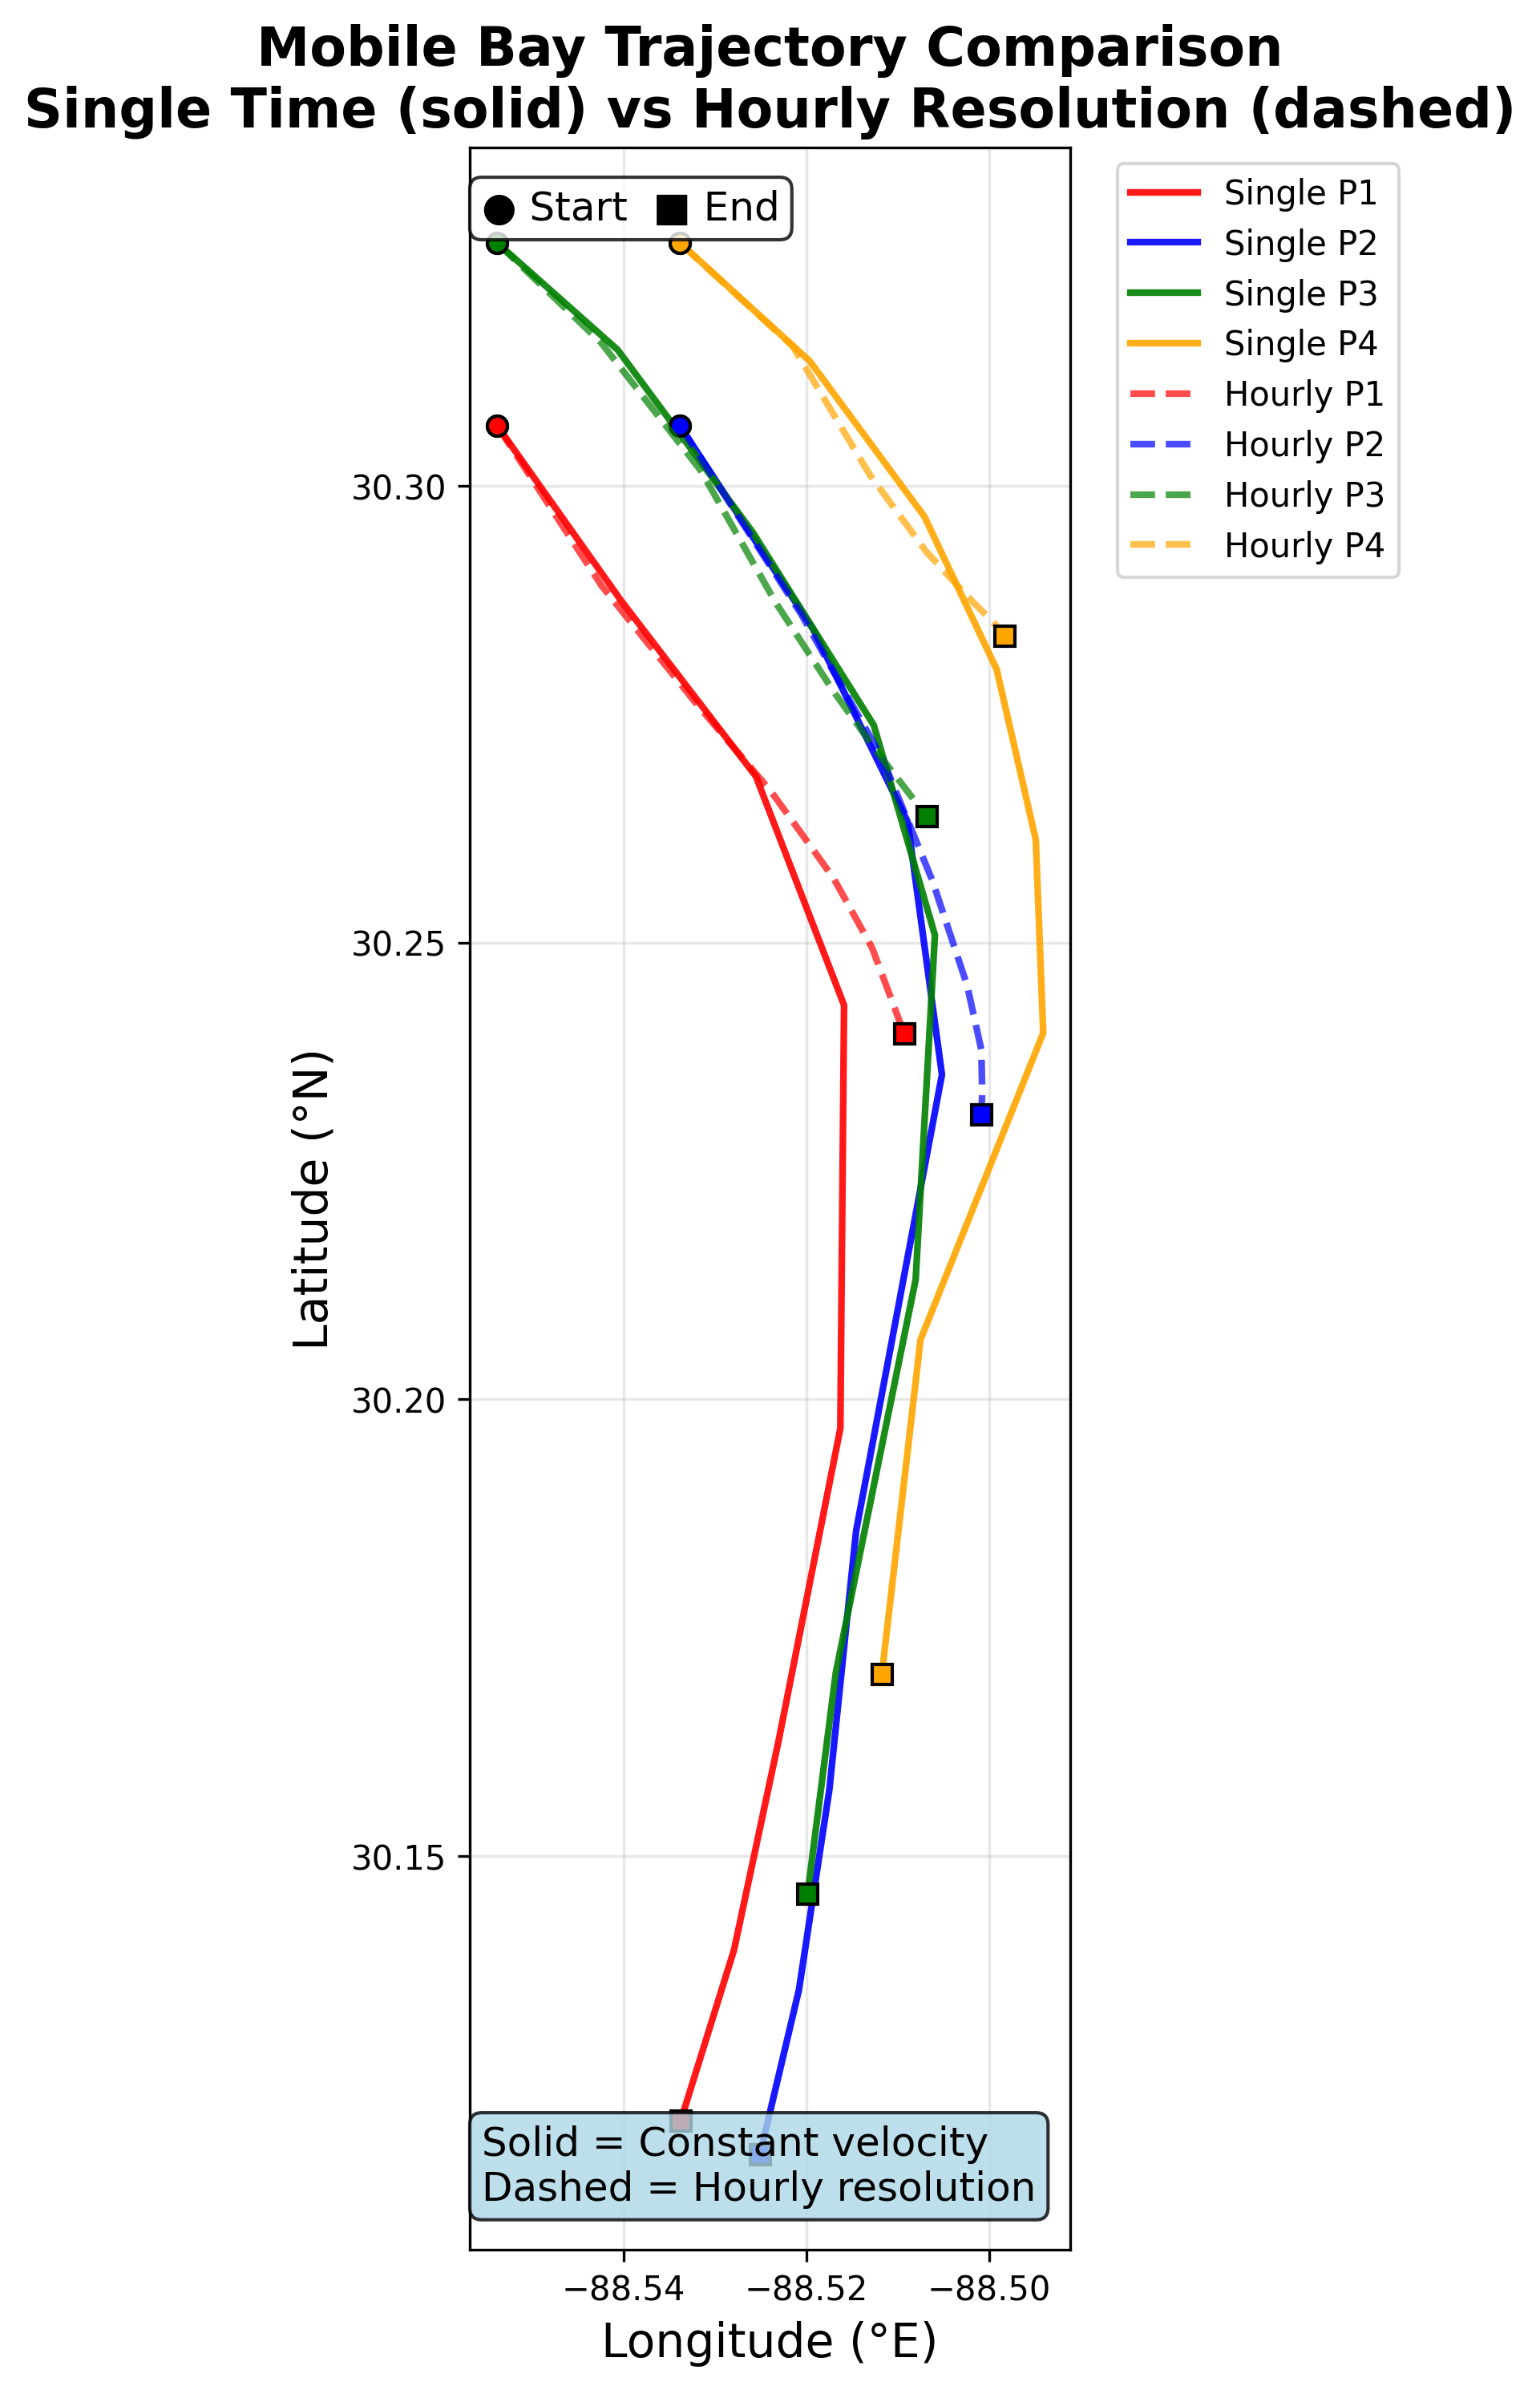 Mobile Bay Trajectory Comparison
Single Time (solid) vs Hourly Resolution (dashed)
Start End
Single P1
Single P2
Single P3
Single P4
Hourly P1
Hourly P2
Hourly P3
Hourly P4
30.30
30.25
30.20
30.15
Latitude (°N)
Solid = Constant velocity
Dashed = Hourly resolution
−88.54 −88.52 −88.50
Longitude (°E)